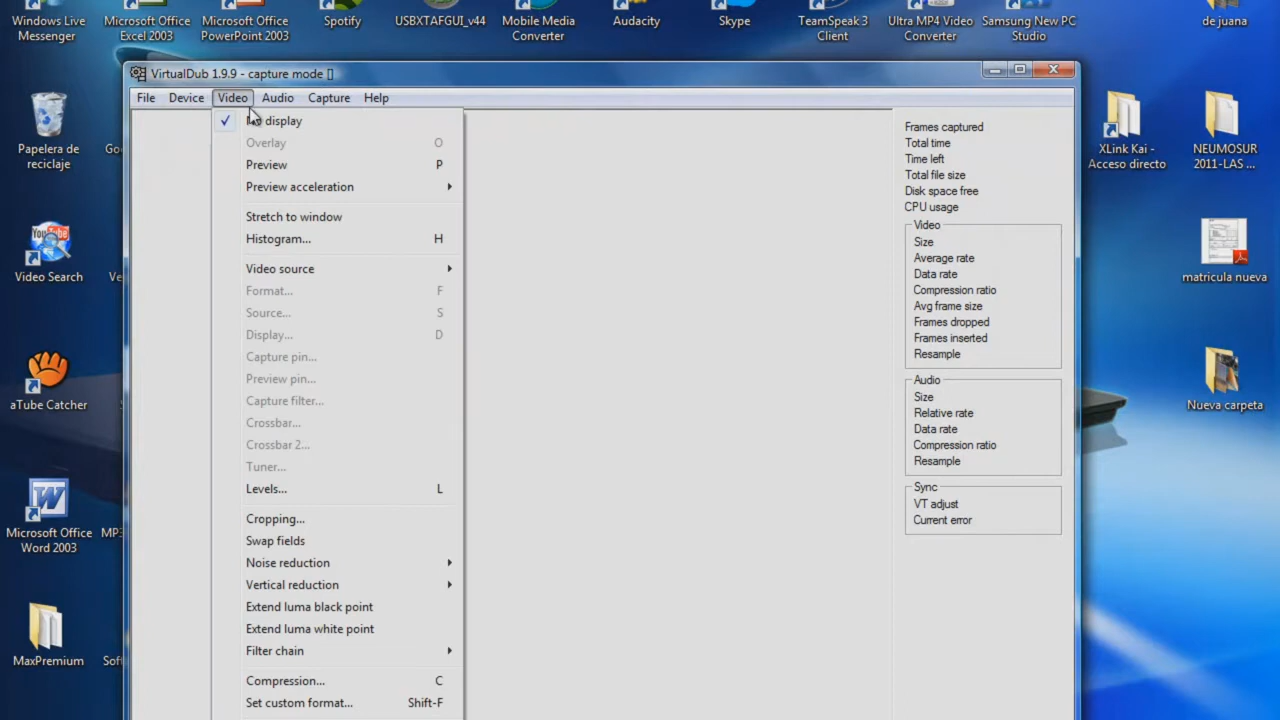 Windows Live
Messenger
Microsoft Office
Excel 2003
Microsoft Office
PowerPoint 2003
Spotify
USBXTAFGUI_v44
Mobile Media
Converter
Audacity
Skype
TeamSpeak 3
Client
Ultra MP4 Video
Converter
Samsung New PC
Studio
de juana
VirtualDub 1.9.9 - capture mode []
File Device Video Audio Capture Help
display
Overlay O
Preview P
Preview acceleration
Stretch to window
Histogram... H
Video source
Format... F
Source... S
Display... D
Capture pin...
Preview pin...
Capture filter...
Crossbar...
Crossbar 2...
Tuner...
Levels... L
Cropping...
Swap fields
Noise reduction
Vertical reduction
Extend luma black point
Extend luma white point
Filter chain
Compression... C
Set custom format... Shift-F
Frames captured
Total time
Time left
Total file size
Disk space free
CPU usage
Video
Size
Average rate
Data rate
Compression ratio
Avg frame size
Frames dropped
Frames inserted
Resample
Audio
Size
Relative rate
Data rate
Compression ratio
Resample
Sync
VT adjust
Current error
Papelera de
reciclaje
Video Search
aTube Catcher
Microsoft Office
Word 2003
MaxPremium
XLink Kai -
Acceso directo
NEUMOSUR
2011-LAS ...
matricula nueva
Nueva carpeta